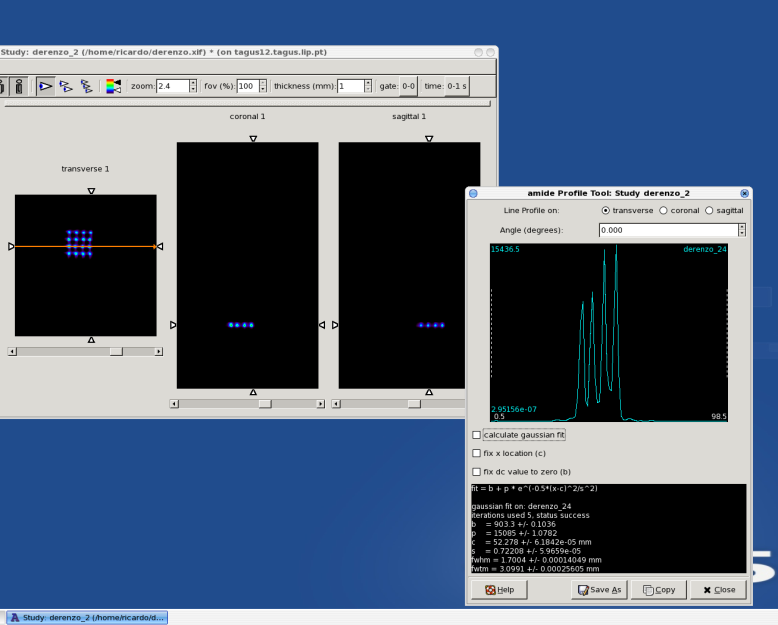 Study: derenzo_2 (/home/ricardo/derenzo.xif) * (on tagus12.tagus.lip.pt)
zoom: 2.4 fov (%): 100 thickness (mm): 1 gate: 0-0 time: 0-1 s
transverse 1
coronal 1
sagittal 1
amide Profile Tool: Study derenzo_2
Line Profile on: transverse coronal sagittal
Angle (degrees): 0.000
15436.5 derenzo_24
2.95156e-07
0.5 98.5
calculate gaussian fit
fix x location (c)
fix dc value to zero (b)
fit = b + p * e^(-0.5*(x-c)^2/s^2)
gaussian fit on: derenzo_24
iterations used 5, status success
b = 903.3 +/- 0.1036
p = 15085 +/- 1.0782
c = 52.278 +/- 6.1842e-05 mm
s = 0.72208 +/- 5.9659e-05
fwhm = 1.7004 +/- 0.00014049 mm
fwtm = 3.0991 +/- 0.00025605 mm
Help Save As Copy Close
5
Study: derenzo_2 (/home/ricardo/d...